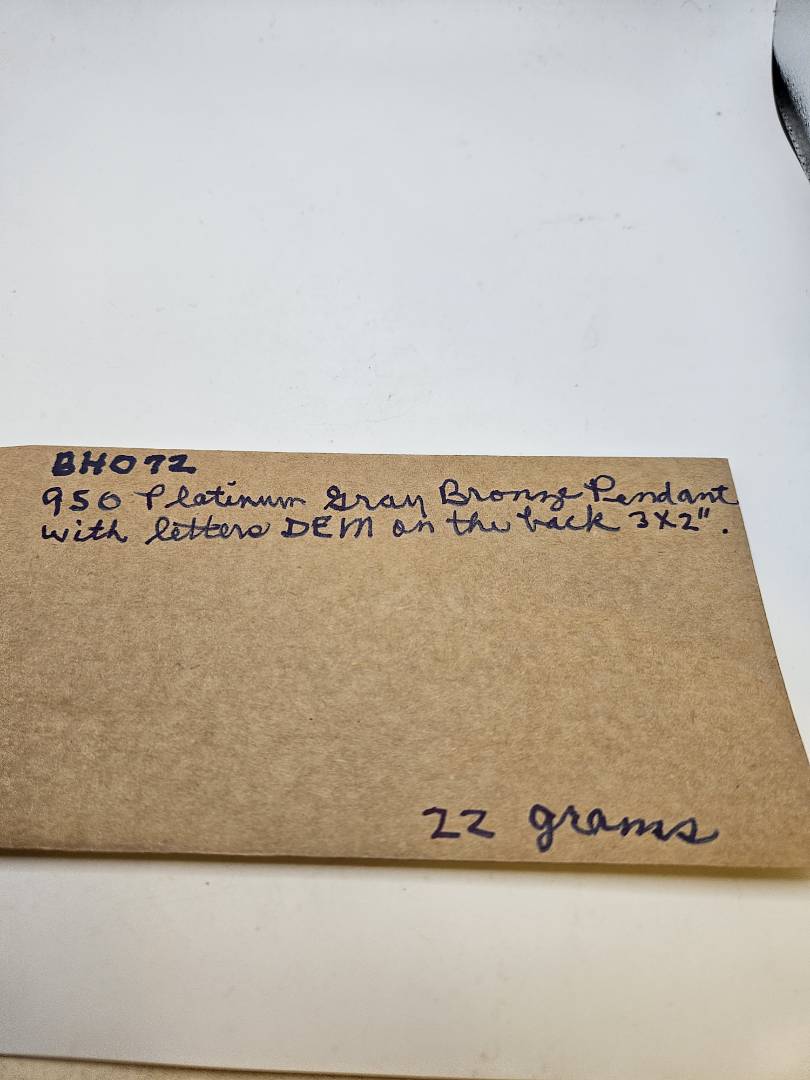 BH072
950 Platinum Gray Bronze Pendant
with letters DEM on the back 3X2".
22 grams